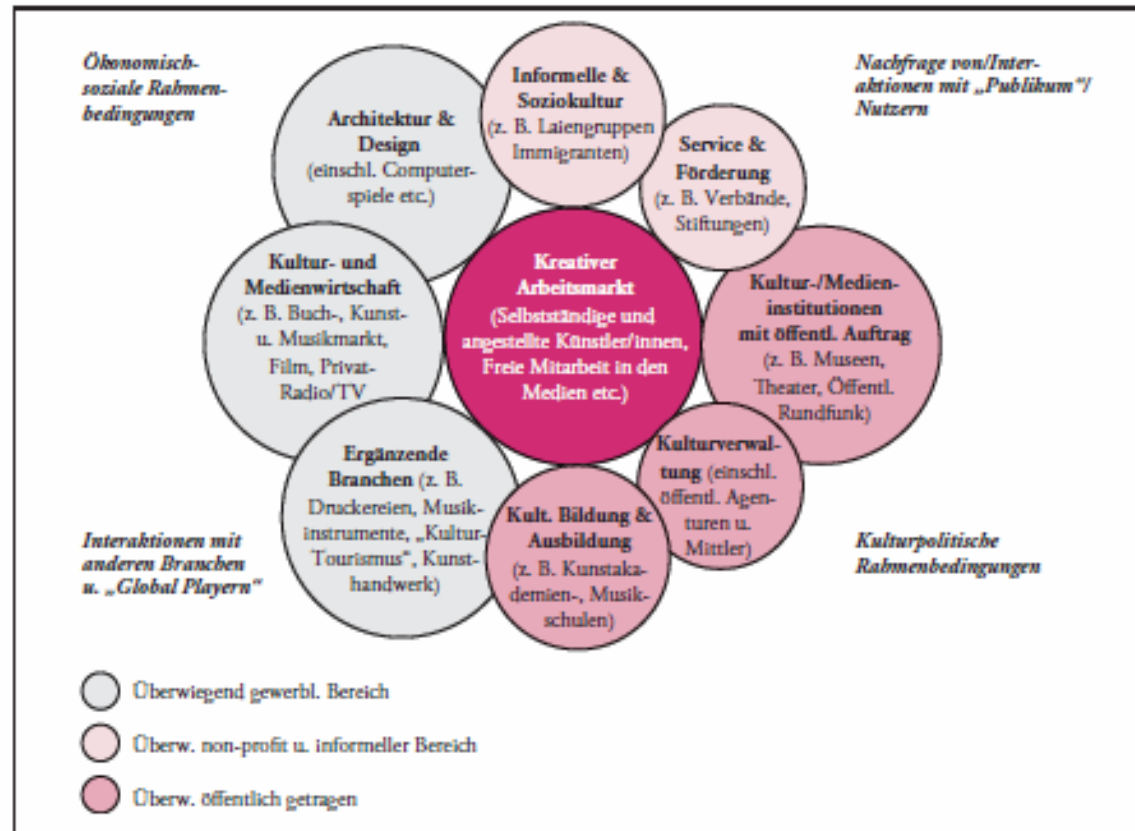 Ökonomisch-
soziale Rahmen-
bedingungen
Nachfrage von/Inter-
aktionen mit „Publikum“/
Nutzern
Informelle &
Soziokultur
(z. B. Laiengruppen
Immigranten)
Architektur &
Design
(einschl. Computer-
spiele etc.)
Service &
Förderung
(z. B. Verbände,
Stiftungen)
Kultur- und
Medienwirtschaft
(z. B. Buch-, Kunst-
u. Musikmarkt,
Film, Privat-
Radio/TV
Kreativer
Arbeitsmarkt
(Selbstständige und
angestellte Künstler/innen,
Freie Mitarbeit in den
Medien etc.)
Kultur-/Medien-
institutionen
mit öffentl. Auftrag
(z. B. Museen,
Theater, Öffentl.
Rundfunk)
Ergänzende
Branchen (z. B.
Druckereien, Musik-
instrumente, „Kultur-
Tourismus“, Kunst-
handwerk)
Kult. Bildung &
Ausbildung
(z. B. Kunstaka-
demien-, Musik-
schulen)
Kulturverwal-
tung (einschl.
öffentl. Agen-
turen u.
Mittler)
Interaktionen mit
anderen Branchen
u. „Global Playern“
Kulturpolitische
Rahmenbedingungen
Überwiegend gewerbl. Bereich
Überw. non-profit u. informeller Bereich
Überw. öffentlich getragen